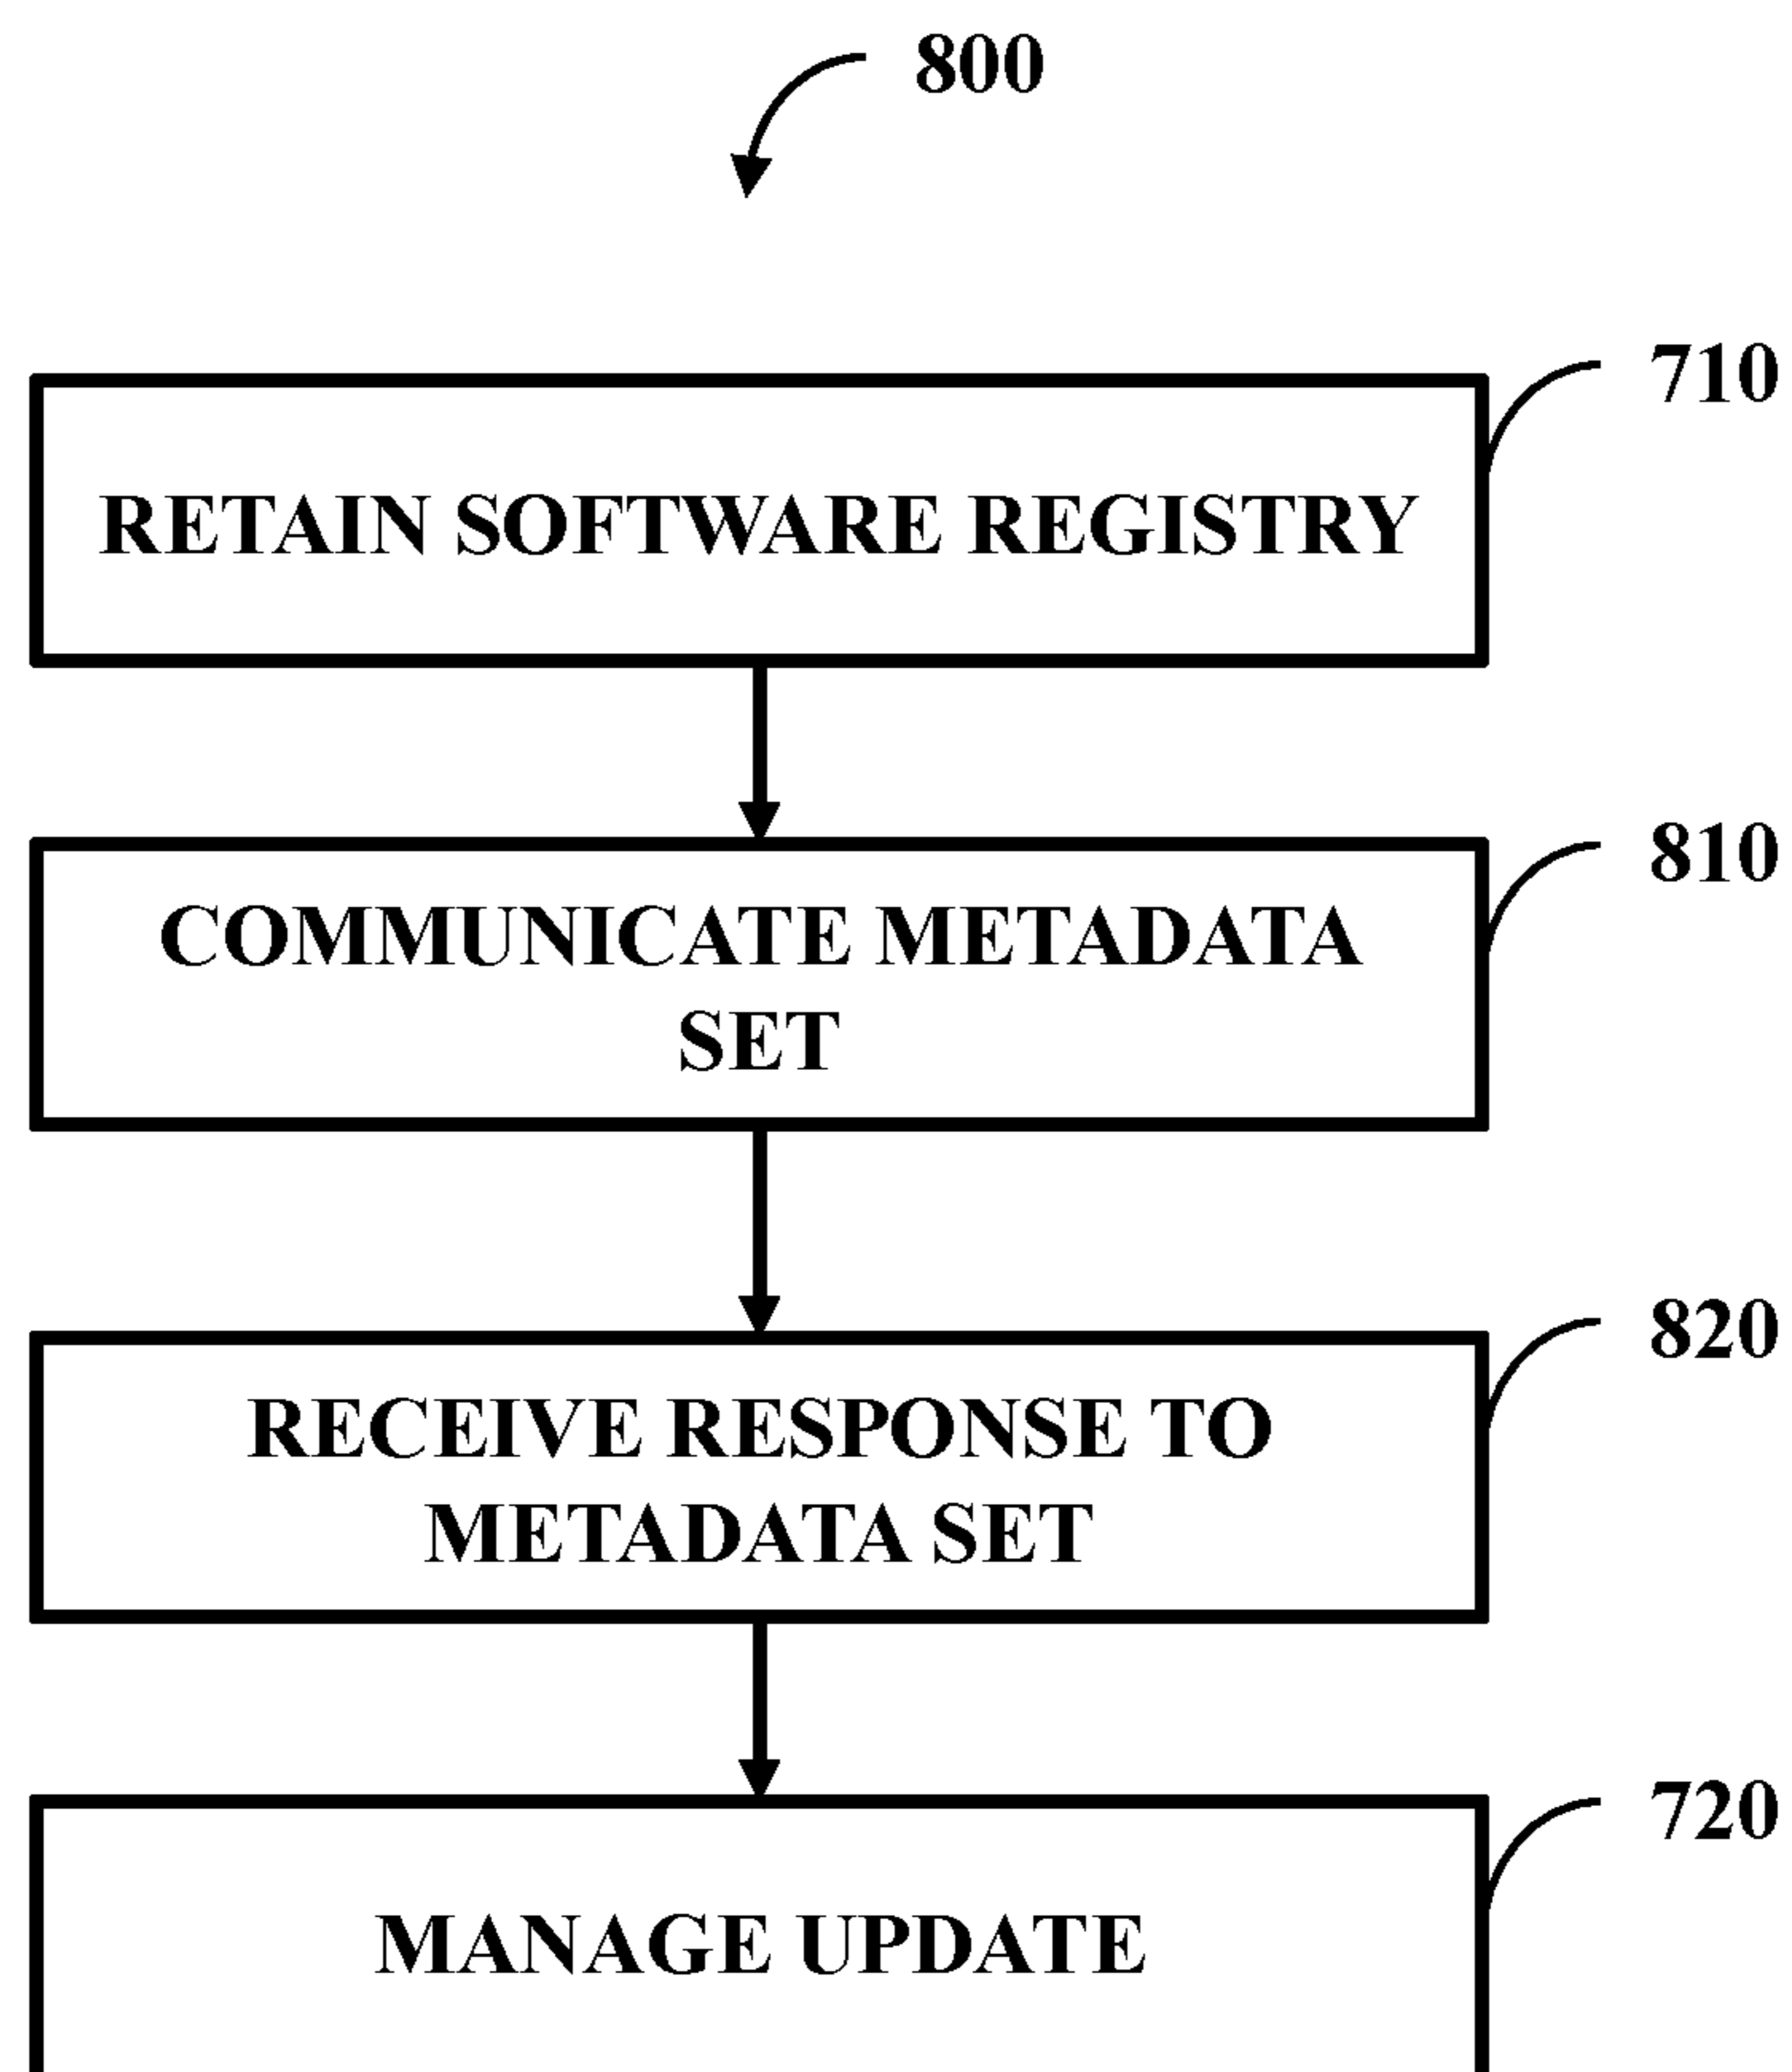 800
710
RETAIN SOFTWARE REGISTRY
810
COMMUNICATE METADATA
SET
820
RECEIVE RESPONSE TO
METADATA SET
720
MANAGE UPDATE